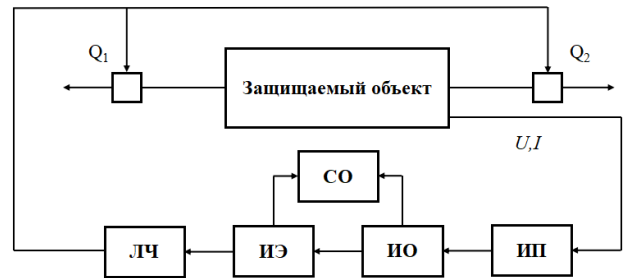 Q1
Q2
Защищаемый объект
U,I
СО
ЛЧ
ИЭ
ИО
ИП